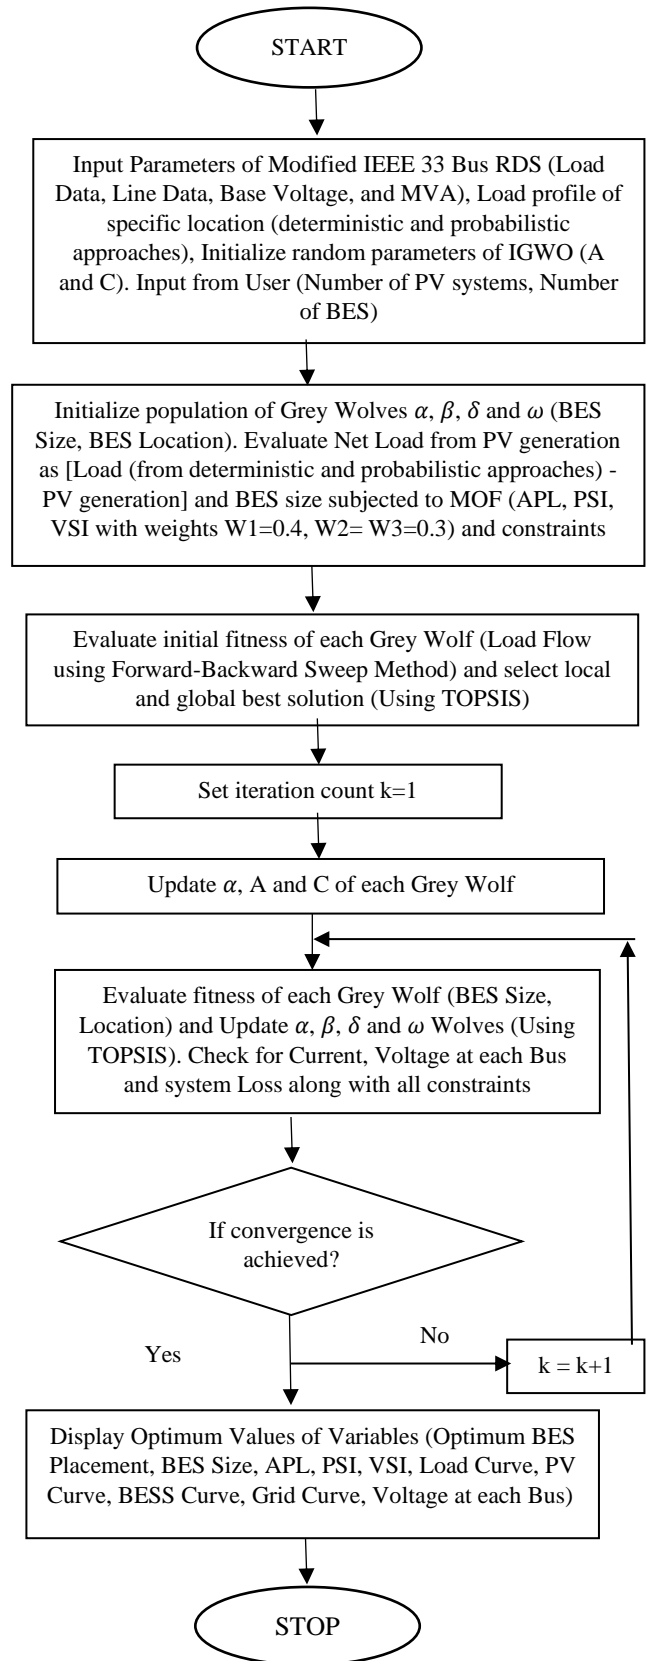 START
Input Parameters of Modified IEEE 33 Bus RDS (Load
Data, Line Data, Base Voltage, and MVA), Load profile of
specific location (deterministic and probabilistic
approaches), Initialize random parameters of IGWO (A
and C). Input from User (Number of PV systems, Number
of BES)
Initialize population of Grey Wolves α, β, δ and ω (BES
Size, BES Location). Evaluate Net Load from PV generation
as [Load (from deterministic and probabilistic approaches) -
PV generation] and BES size subjected to MOF (APL, PSI,
VSI with weights W1=0.4, W2= W3=0.3) and constraints
Evaluate initial fitness of each Grey Wolf (Load Flow
using Forward-Backward Sweep Method) and select local
and global best solution (Using TOPSIS)
Set iteration count k=1
Update α, A and C of each Grey Wolf
Evaluate fitness of each Grey Wolf (BES Size,
Location) and Update α, β, δ and ω Wolves (Using
TOPSIS). Check for Current, Voltage at each Bus
and system Loss along with all constraints
If convergence is
achieved?
No
Yes
k = k+1
Display Optimum Values of Variables (Optimum BES
Placement, BES Size, APL, PSI, VSI, Load Curve, PV
Curve, BESS Curve, Grid Curve, Voltage at each Bus)
STOP